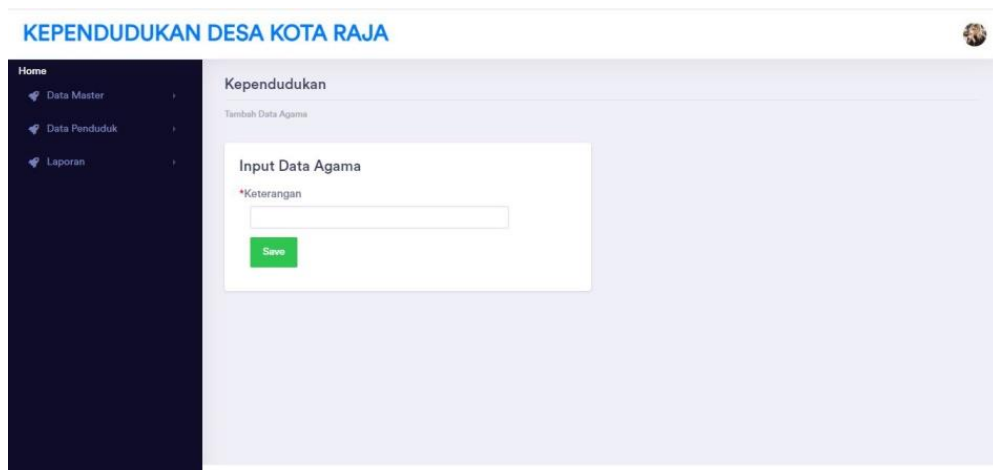 KEPENDUDUKAN DESA KOTA RAJA
Home
Data Master
Data Penduduk
Laporan
Kependudukan
Tambah Data Agama
Input Data Agama
*Keterangan
Save